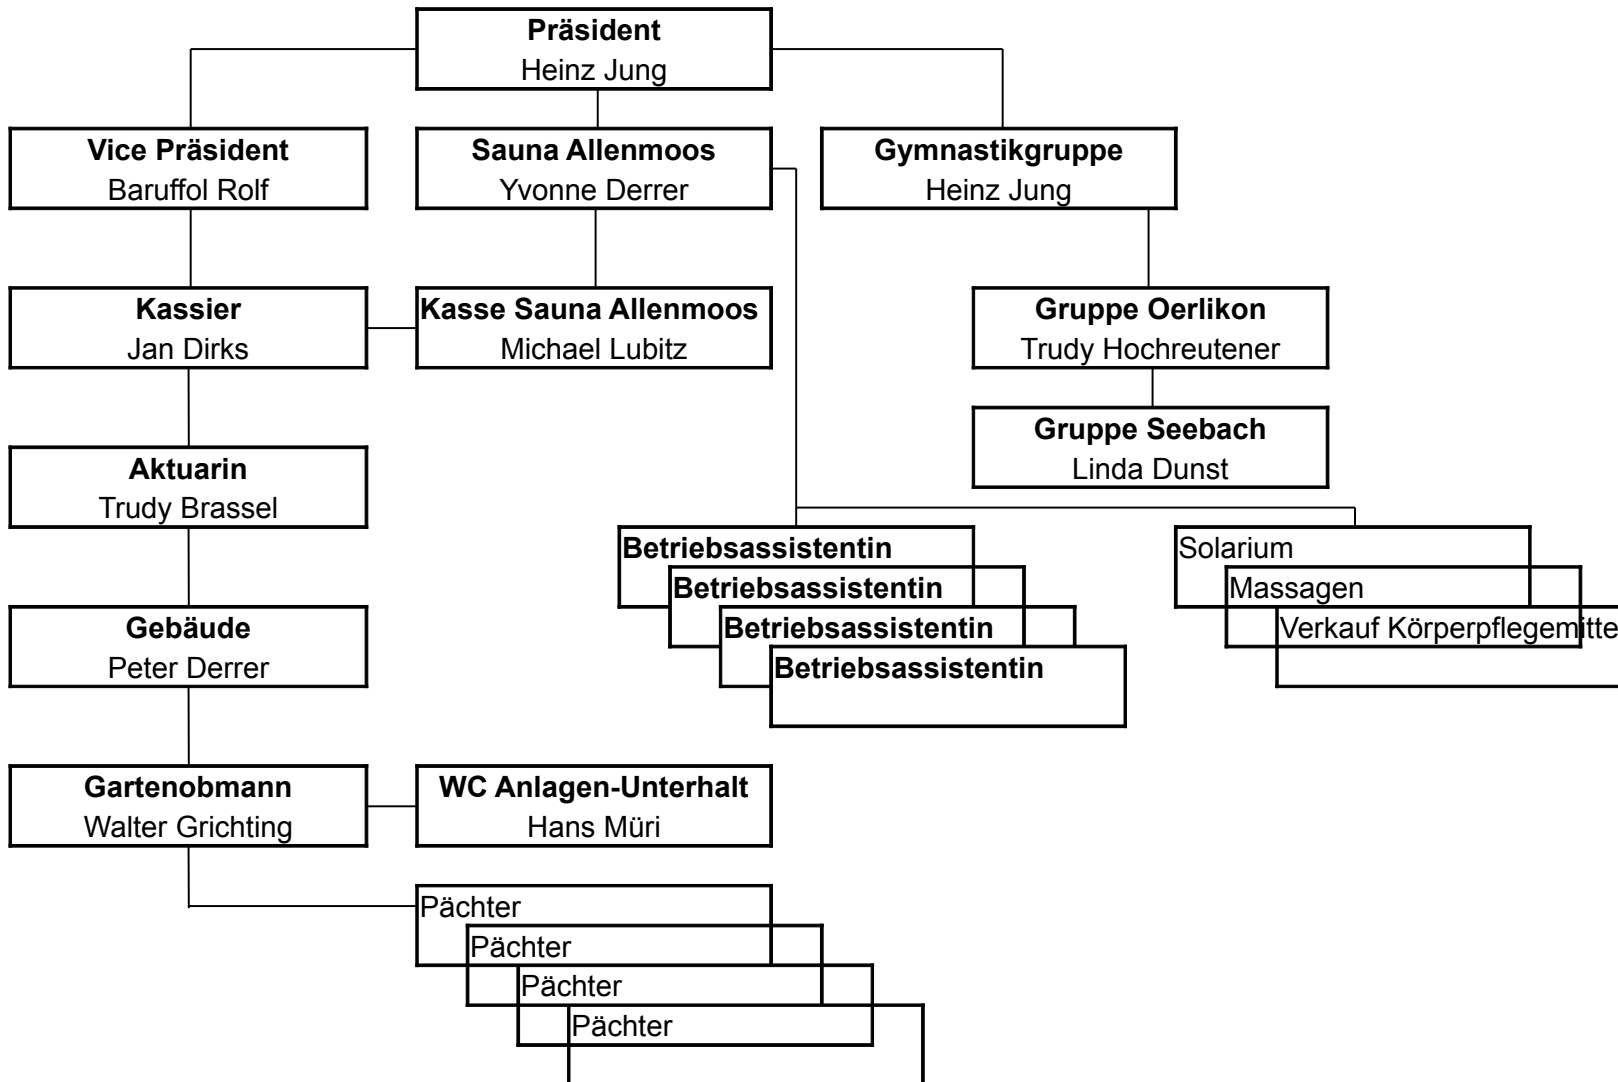 Präsident
Heinz Jung
Vice Präsident
Baruffol Rolf
Sauna Allenmoos
Yvonne Derrer
Gymnastikgruppe
Heinz Jung
Kassier
Jan Dirks
Kasse Sauna Allenmoos
Michael Lubitz
Gruppe Oerlikon
Trudy Hochreutener
Gruppe Seebach
Linda Dunst
Aktuarin
Trudy Brassel
Betriebsassistentin
Betriebsassistentin
Betriebsassistentin
Betriebsassistentin
Solarium
Massagen
Verkauf Körperpflegemitte
Gebäude
Peter Derrer
Gartenobmann
Walter Grichting
WC Anlagen-Unterhalt
Hans Müri
Pächter
Pächter
Pächter
Pächter